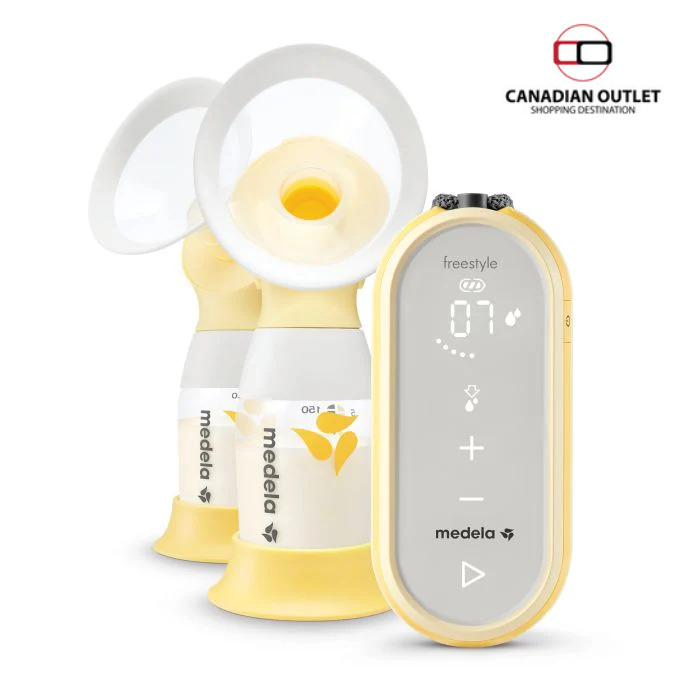 CANADIAN OUTLET
SHOPPING DESTINATION
freestyle
07
150
medela
medela
medela